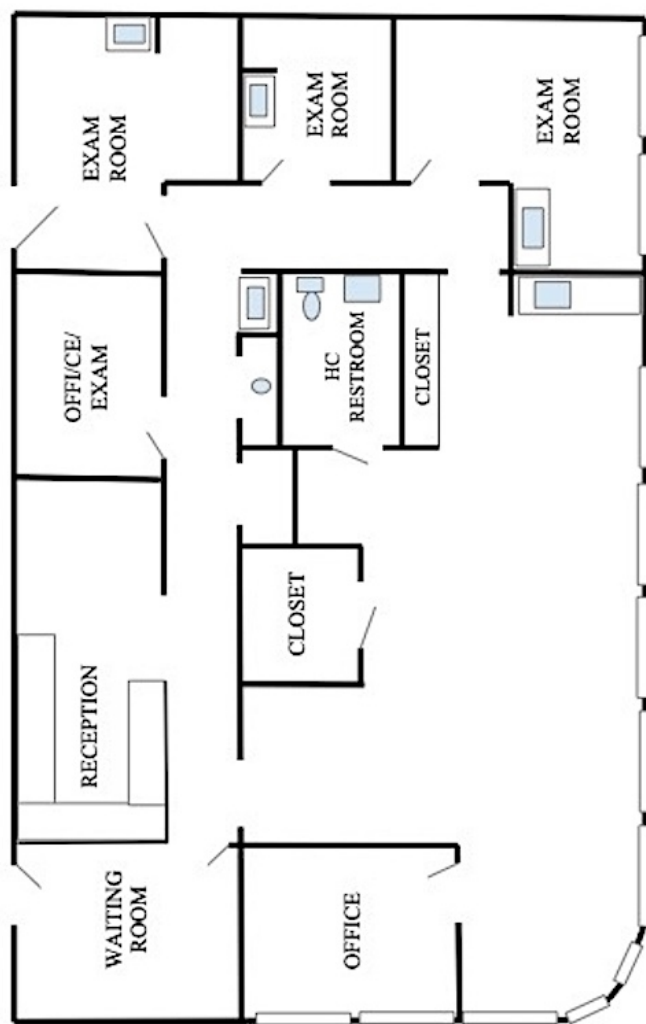 EXAM
ROOM
EXAM
ROOM
EXAM
ROOM
OFFI/CE/
EXAM
HC
RESTROOM
CLOSET
CLOSET
RECEPTION
WAITING
ROOM
OFFICE